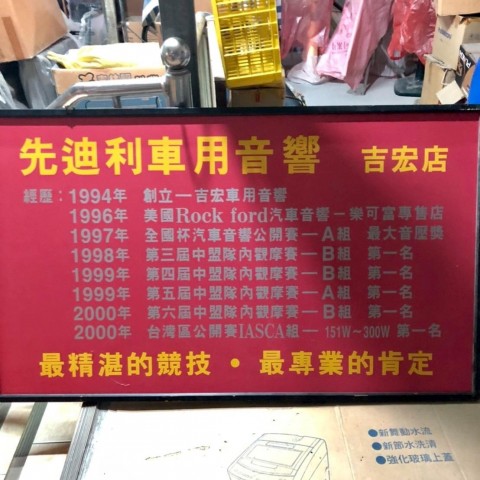 先迪利車用音響 吉宏店
經歷：1994年 創立一吉宏車用音響
1996年 美國Rock ford汽車音響－樂可富專售店
1997年 全國杯汽車音響公開賽－A組 最大音壓獎
1998年 第三屆中盟隊內觀摩賽－B組 第一名
1999年 第四屆中盟隊內觀摩賽－B組 第一名
1999年 第五屆中盟隊內觀摩賽－A組 第一名
2000年 第六屆中盟隊內觀摩賽－B組 第一名
2000年 台灣區公開賽IASCA組－151W～300W 第一名
最精湛的競技・最專業的肯定
●新舞動水流
●新節水洗清
●強化玻璃上蓋